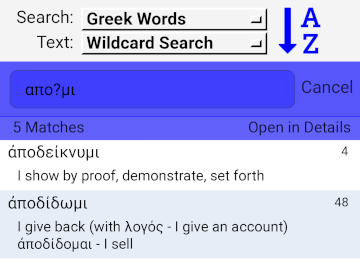 Search: Greek Words
Text: Wildcard Search
A
Z
απο?μι Cancel
5 Matches Open in Details
ἀποδείκνυμι 4
I show by proof, demonstrate, set forth
ἀποδίδωμι 48
I give back (with λογός - I give an account)
ἀποδίδομαι - I sell